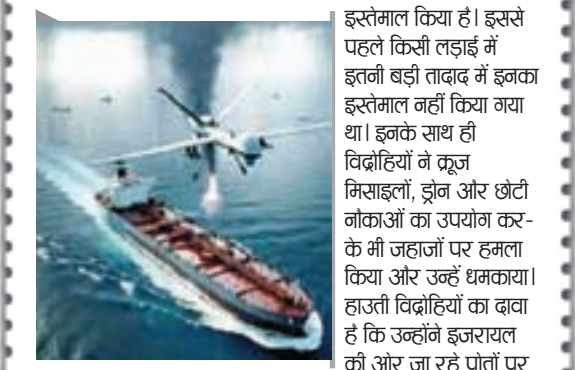 इस्तेमाल किया है। इससे
पहले किसी लड़ाई में
इतनी बड़ी तादाद में इनका
इस्तेमाल नहीं किया गया
था। इनके साथ ही
विद्रोहियों ने क्रूज
मिसाइलों, ड्रोन और छोटी
नौकाओं का उपयोग कर-
के भी जहाजों पर हमला
किया और उन्हें धमकाया।
हाउती विद्रोहियों का दावा
है कि उन्होंने इजरायल
की ओर जा रहे पोतों पर